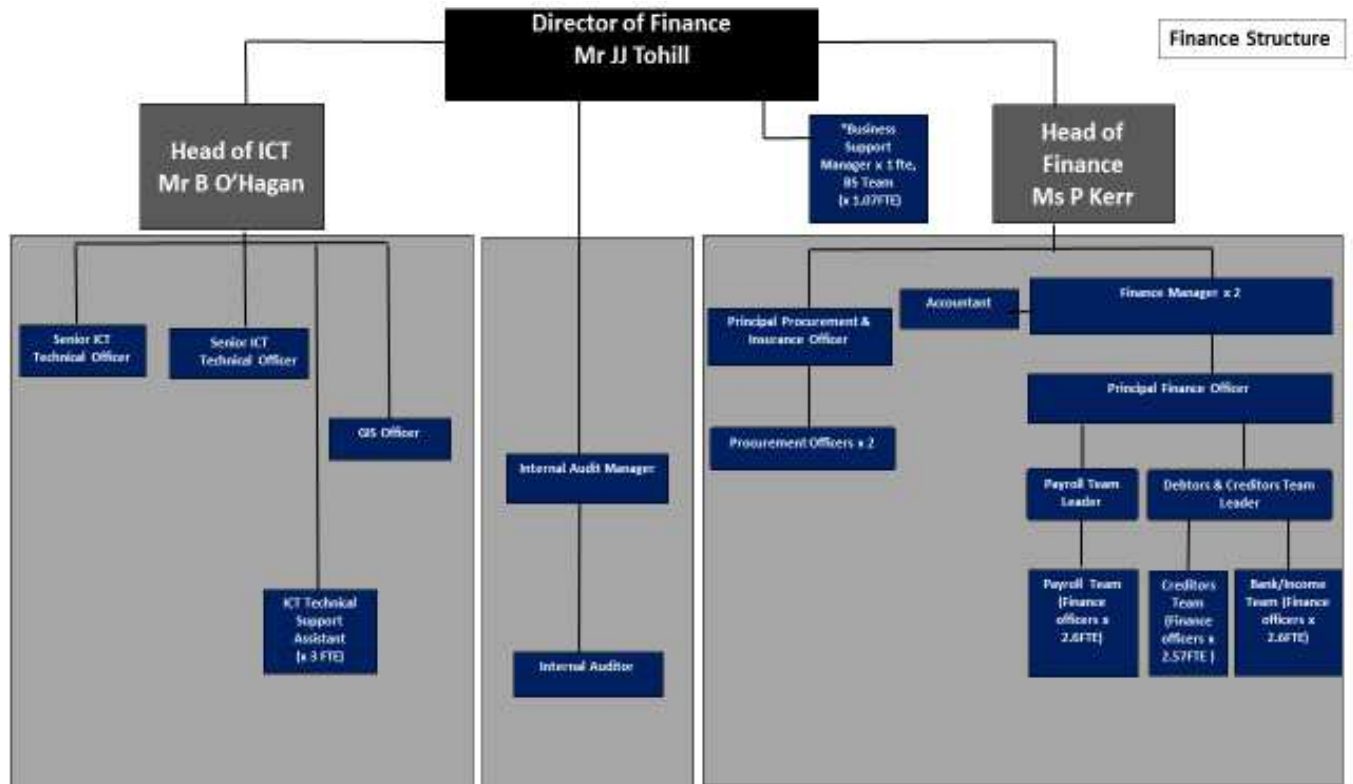 Director of Finance
Mr JJ Tohill
Finance Structure
Head of ICT
Mr B O’Hagan
*Business
Support
Manager x 1 fte,
BS Team
(x 1.07FTE)
Head of
Finance
Ms P Kerr
Senior ICT
Technical Officer
Senior ICT
Technical Officer
GIS Officer
ICT Technical
Support
Assistant
(x 3 FTE)
Internal Audit Manager
Internal Auditor
Principal Procurement &
Insurance Officer
Procurement Officers x 2
Accountant
Finance Manager x 2
Principal Finance Officer
Payroll Team
Leader
Debtors & Creditors Team
Leader
Payroll Team
(Finance
officers x
2.6FTE)
Creditors
Team
(Finance
officers x
2.57FTE )
Bank/Income
Team (Finance
officers x
2.6FTE)